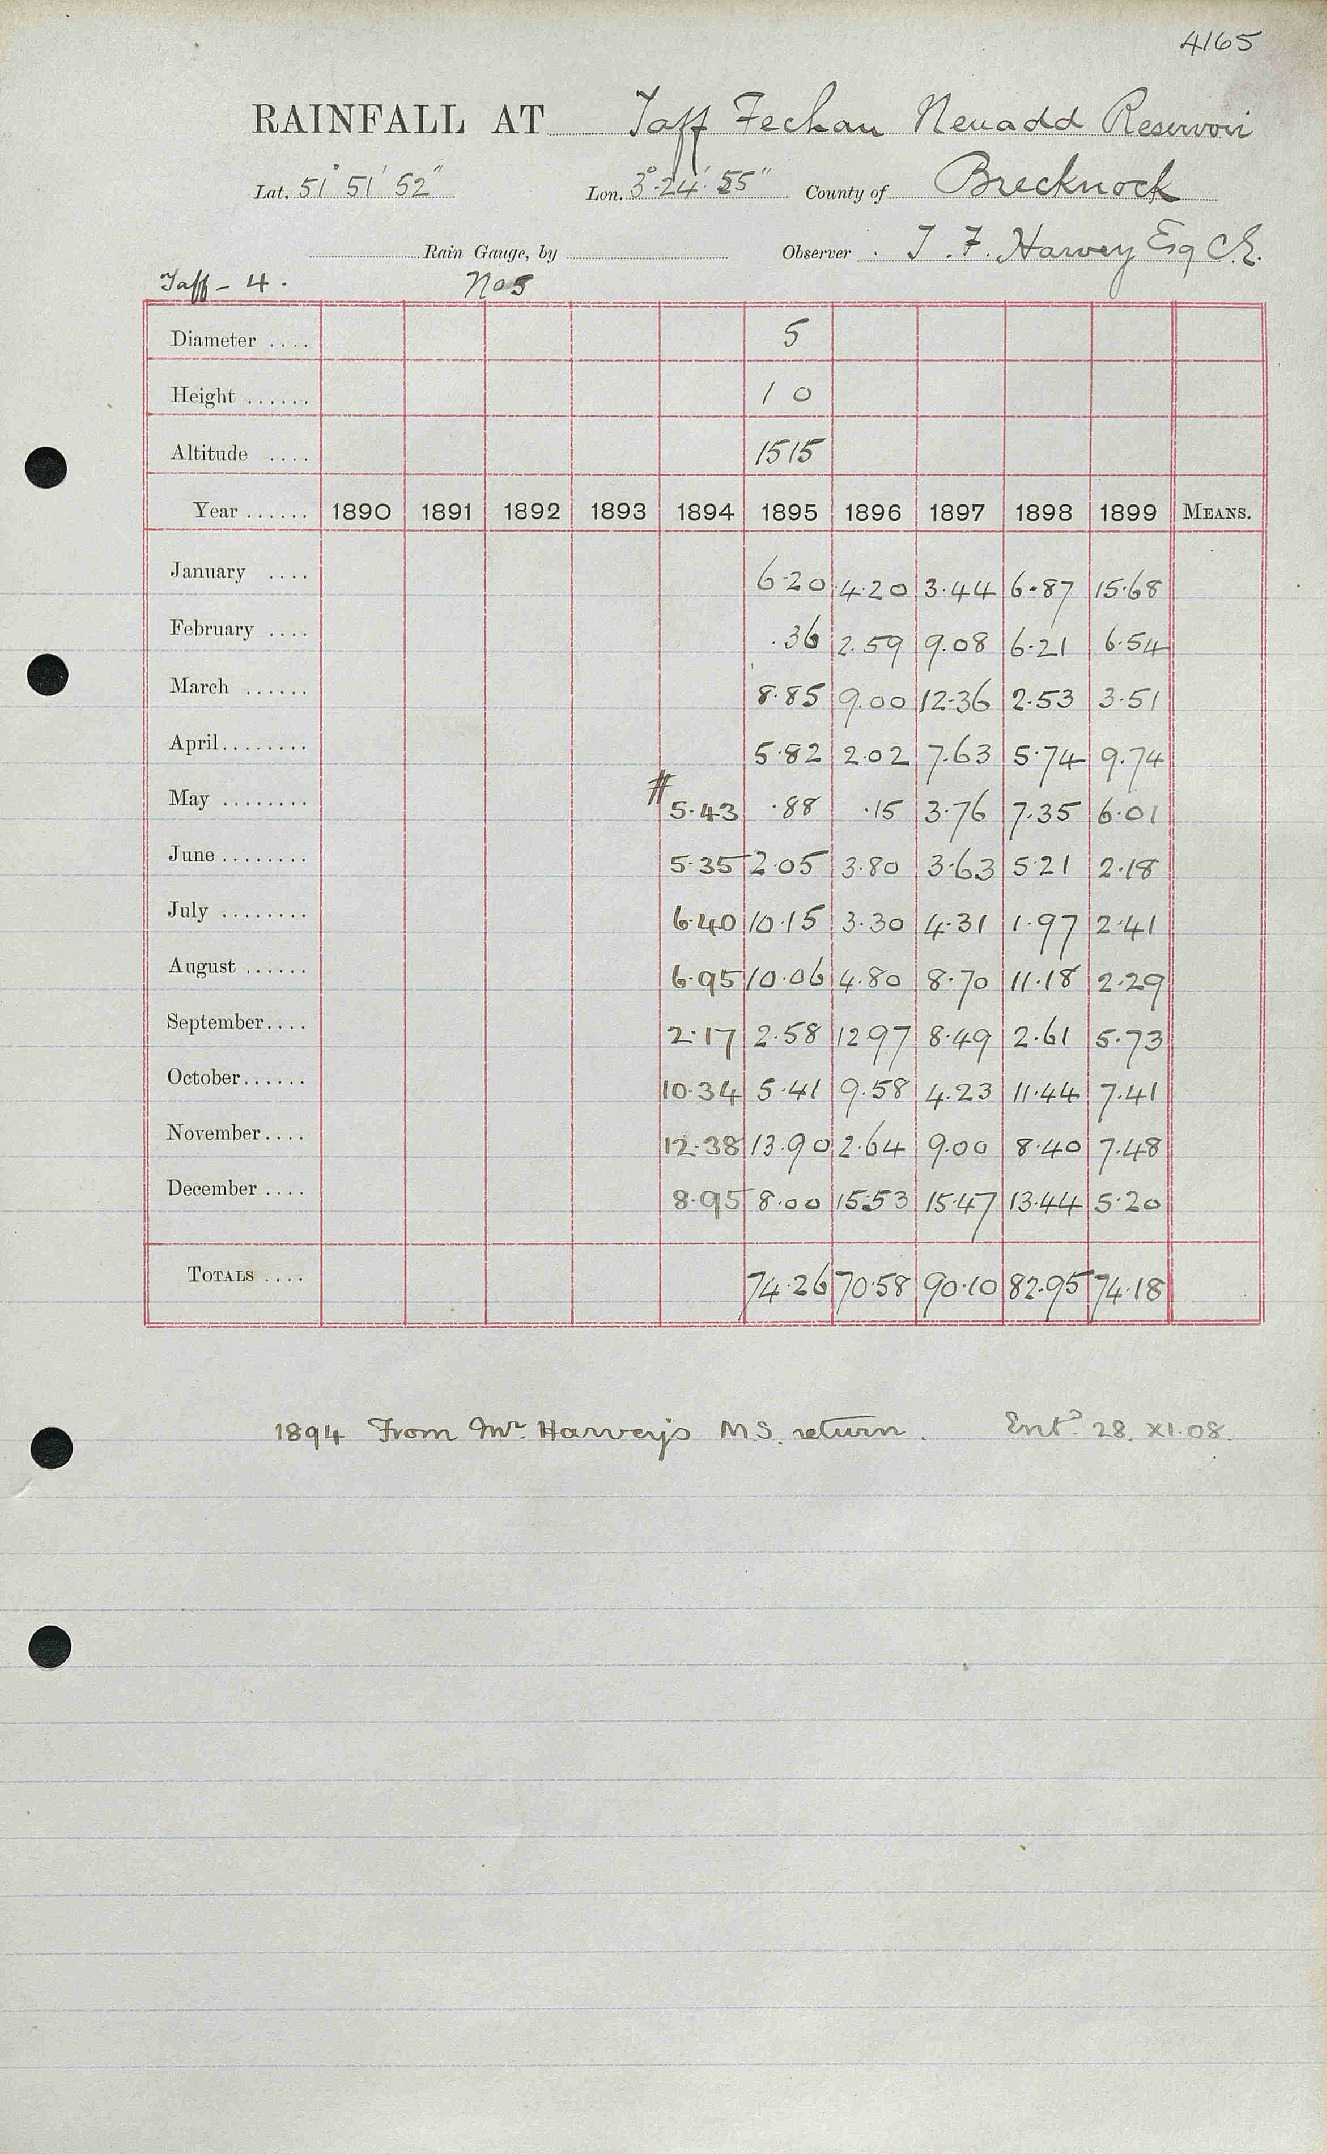 4165
RAINFALL AT Taff Fechan Neuadd Reservoir
Lat. 51° 51' 52" Lon. 3° 24' 55" County of Brecknock
Rain Gauge, by Observer T. F. Harvey Esq C.E.
Taff - 4. No 5
Diameter .... 5
Height ...... 1 0
Altitude .... 1515
Year ...... 1890 1891 1892 1893 1894 1895 1896 1897 1898 1899 MEANS.
January .... 6.20 4.20 3.44 6.87 15.68
February .... .36 2.59 9.08 6.21 6.54
March ...... 8.85 9.00 12.36 2.53 3.51
April........ 5.82 2.02 7.63 5.74 9.74
May ........ # 5.43 .88 .15 3.76 7.35 6.01
June ........ 5.35 2.05 3.80 3.63 5.21 2.18
July ........ 6.40 10.15 3.30 4.31 1.97 2.41
August ...... 6.95 10.06 4.80 8.70 11.18 2.29
September.... 2.17 2.58 12.97 8.49 2.61 5.73
October...... 10.34 5.41 9.58 4.23 11.44 7.41
November.... 12.38 13.90 2.64 9.00 8.40 7.48
December .... 8.95 8.00 15.53 15.47 13.44 5.20
TOTALS .... 74.26 70.58 90.10 82.95 74.18
1894 From Mr. Harvey's MS. return. Entd 28.XI.08.